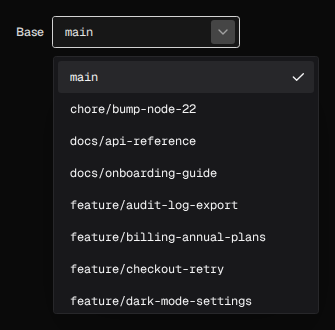 Base main
main
chore/bump-node-22
docs/api-reference
docs/onboarding-guide
feature/audit-log-export
feature/billing-annual-plans
feature/checkout-retry
feature/dark-mode-settings